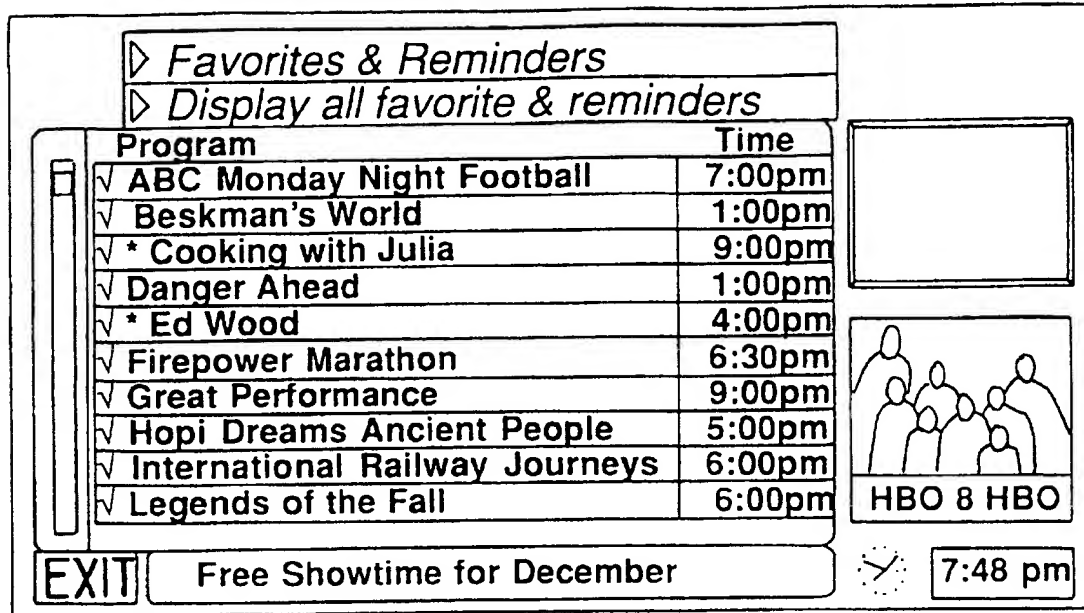 ▷ Favorites & Reminders
▷ Display all favorite & reminders
Program Time
√ ABC Monday Night Football 7:00pm
√ Beskman's World 1:00pm
√ * Cooking with Julia 9:00pm
√ Danger Ahead 1:00pm
√ * Ed Wood 4:00pm
√ Firepower Marathon 6:30pm
√ Great Performance 9:00pm
√ Hopi Dreams Ancient People 5:00pm
√ International Railway Journeys 6:00pm
√ Legends of the Fall 6:00pm
HBO 8 HBO
EXIT Free Showtime for December 7:48 pm